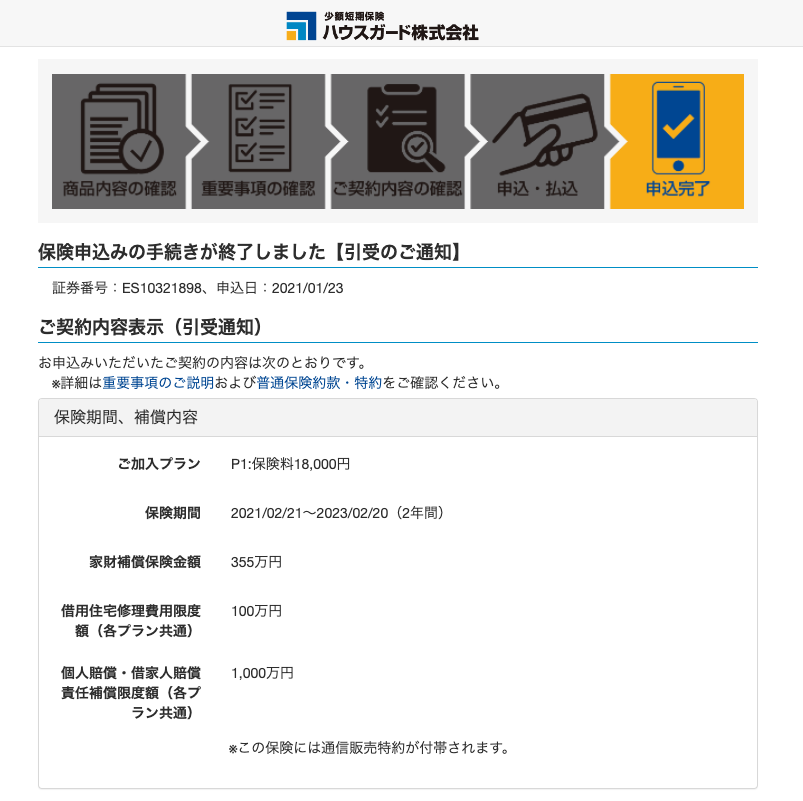 少額短期保険
ハウスガード株式会社
商品内容の確認
重要事項の確認
ご契約内容の確認
申込・払込
申込完了
保険申込みの手続きが終了しました【引受のご通知】
証券番号：ES10321898、申込日：2021/01/23
ご契約内容表示（引受通知）
お申込みいただいたご契約の内容は次のとおりです。
※詳細は重要事項のご説明および普通保険約款・特約をご確認ください。
保険期間、補償内容
ご加入プラン P1:保険料18,000円
保険期間 2021/02/21〜2023/02/20（2年間）
家財補償保険金額 355万円
借用住宅修理費用限度 100万円
額（各プラン共通）
個人賠償・借家人賠償 1,000万円
責任補償限度額（各プ
ラン共通）
※この保険には通信販売特約が付帯されます。